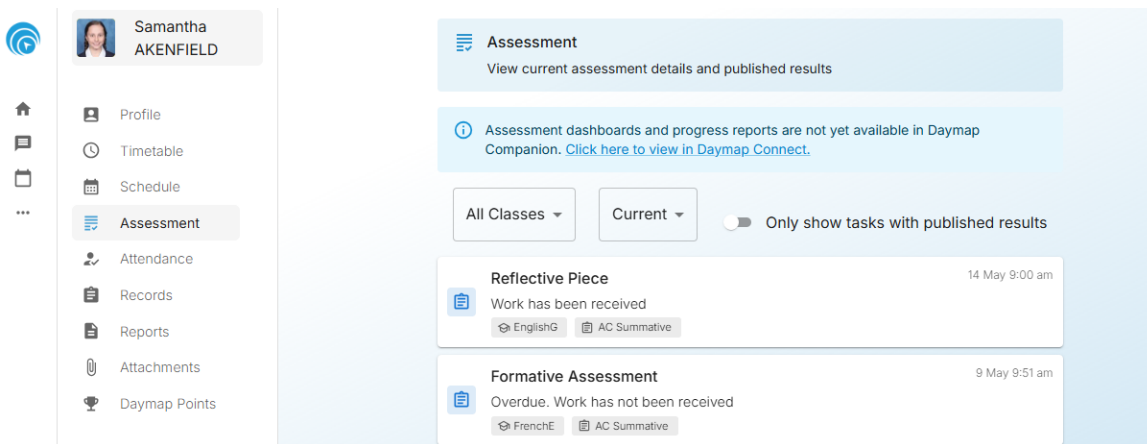 Samantha
AKENFIELD
Profile
Timetable
Schedule
Assessment
Attendance
Records
Reports
Attachments
Daymap Points
Assessment
View current assessment details and published results
Assessment dashboards and progress reports are not yet available in Daymap
Companion. Click here to view in Daymap Connect.
All Classes
Current
Only show tasks with published results
Reflective Piece
14 May 9:00 am
Work has been received
EnglishG
AC Summative
Formative Assessment
9 May 9:51 am
Overdue. Work has not been received
FrenchE
AC Summative